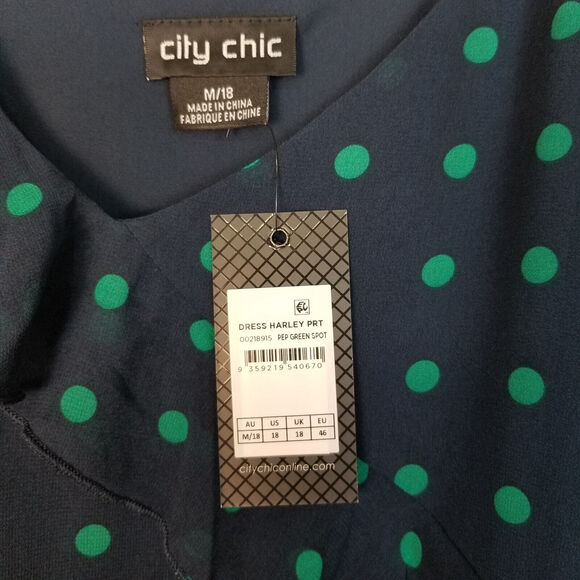 city chic
M/18
MADE IN CHINA
FABRIQUE EN CHINE
DRESS HARLEY PRT
00218915 PEP GREEN SPOT
9 359219 540670
AU US UK EU
M/18 18 18 46
citychiconline.com